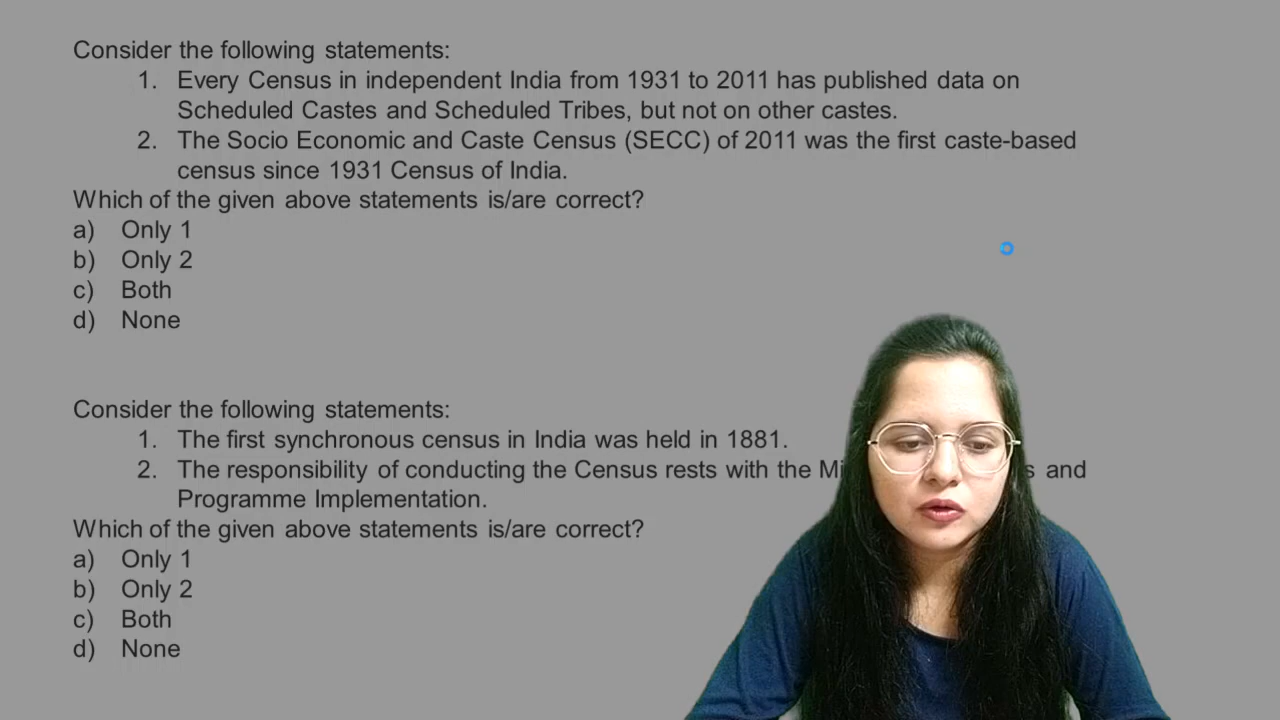 Consider the following statements:
1. Every Census in independent India from 1931 to 2011 has published data on
Scheduled Castes and Scheduled Tribes, but not on other castes.
2. The Socio Economic and Caste Census (SECC) of 2011 was the first caste-based
census since 1931 Census of India.
Which of the given above statements is/are correct?
a) Only 1
b) Only 2
c) Both
d) None
Consider the following statements:
1. The first synchronous census in India was held in 1881.
2. The responsibility of conducting the Census rests with the and
Programme Implementation.
Which of the given above statements is/are correct?
a) Only 1
b) Only 2
c) Both
d) None